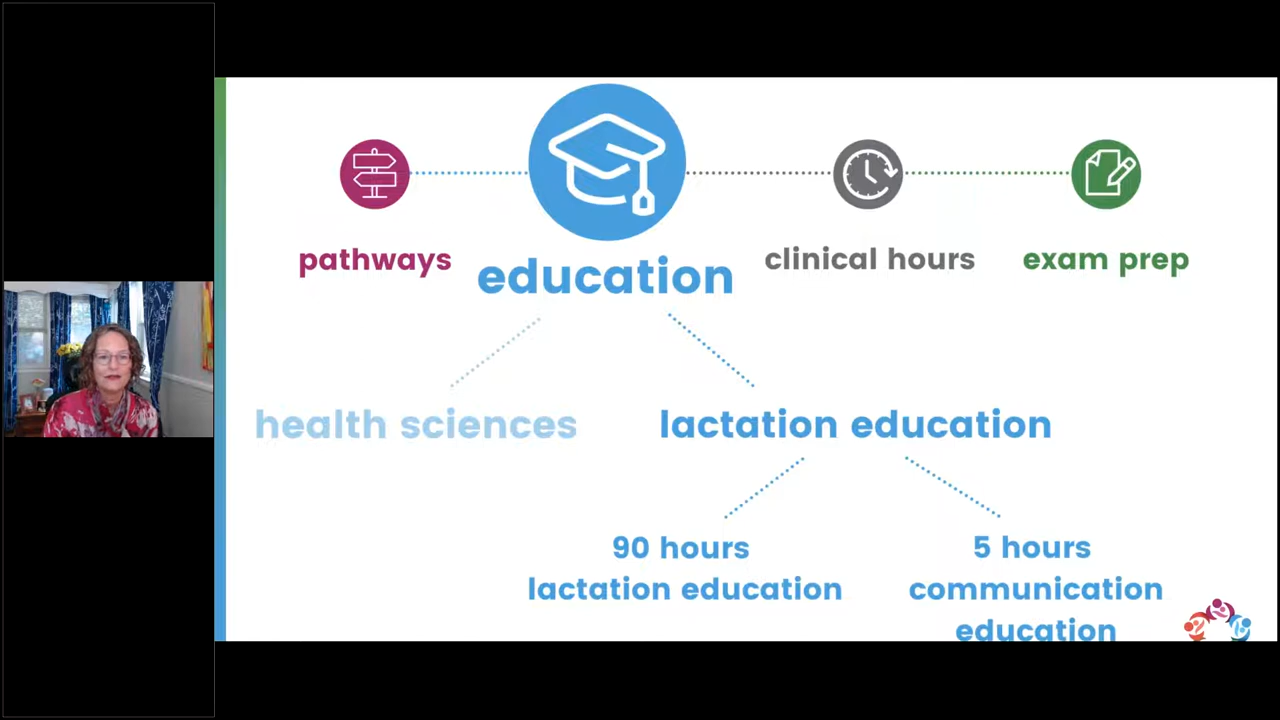 pathways
education
clinical hours
exam prep
health sciences
lactation education
90 hours
lactation education
5 hours
communication
education